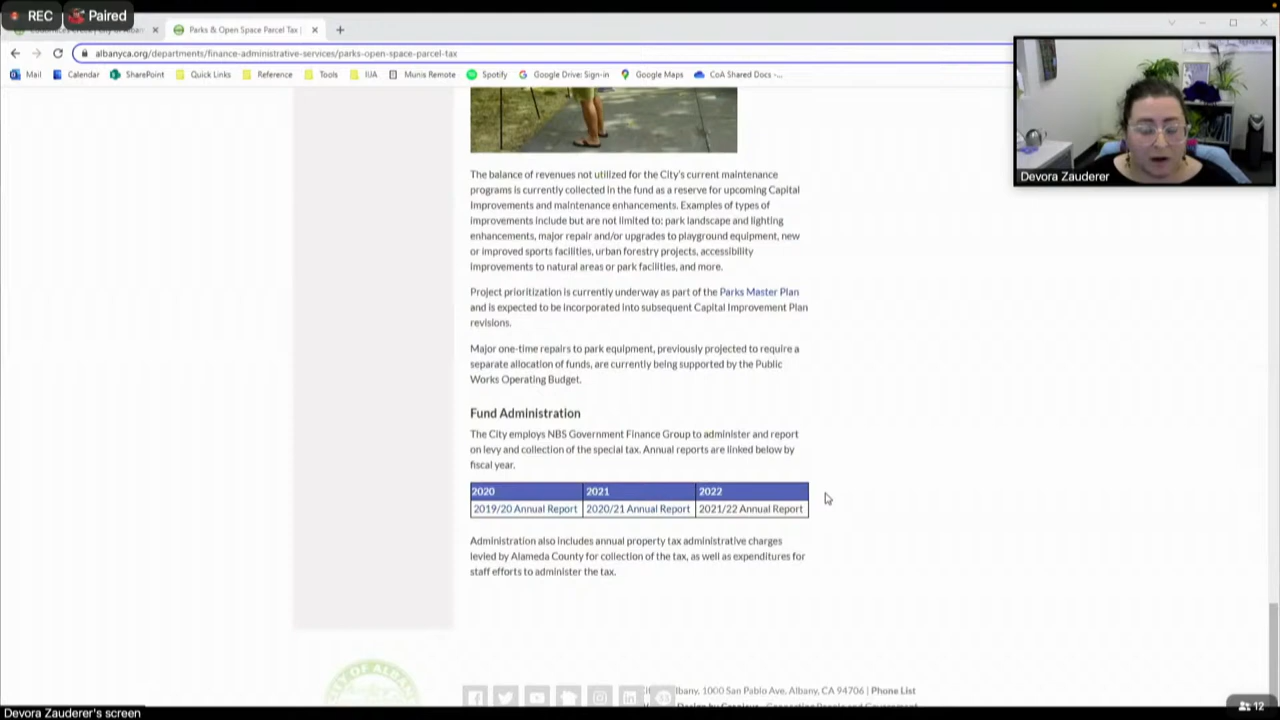 REC
Paired
Parks & Open Space Parcel Tax |
albanyca.org/departments/finance-administrative-services/parks-open-space-parcel-tax
Mail Calendar SharePoint Quick Links Reference Tools IUA Munis Remote Spotify Google Drive: Sign-in Google Maps CoA Shared Docs -...
Devora Zauderer
The balance of revenues not utilized for the City's current maintenance
programs is currently collected in the fund as a reserve for upcoming Capital
Improvements and maintenance enhancements. Examples of types of
improvements include but are not limited to: park landscape and lighting
enhancements, major repair and/or upgrades to playground equipment, new
or improved sports facilities, urban forestry projects, accessibility
improvements to natural areas or park facilities, and more.
Project prioritization is currently underway as part of the Parks Master Plan
and is expected to be incorporated into subsequent Capital Improvement Plan
revisions.
Major one-time repairs to park equipment, previously projected to require a
separate allocation of funds, are currently being supported by the Public
Works Operating Budget.
Fund Administration
The City employs NBS Government Finance Group to administer and report
on levy and collection of the special tax. Annual reports are linked below by
fiscal year.
2020 2021 2022
2019/20 Annual Report 2020/21 Annual Report 2021/22 Annual Report
Administration also includes annual property tax administrative charges
levied by Alameda County for collection of the tax, as well as expenditures for
staff efforts to administer the tax.
CITY OF ALBANY
Albany, 1000 San Pablo Ave, Albany, CA 94706 | Phone List
12
Devora Zauderer's screen